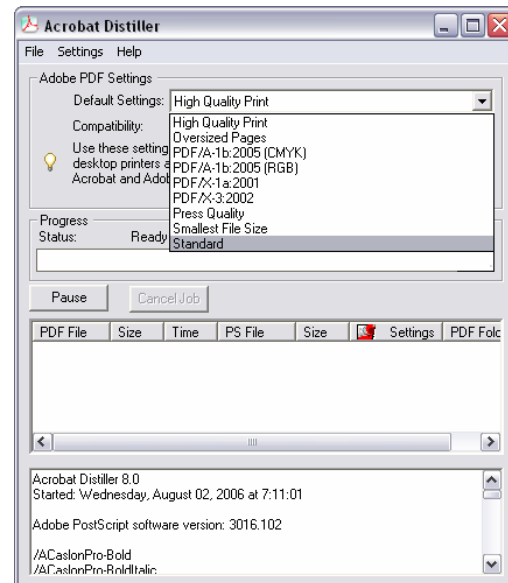 Acrobat Distiller
File Settings Help
Adobe PDF Settings
Default Settings: High Quality Print
Compatibility:
High Quality Print
Oversized Pages
PDF/A-1b:2005 (CMYK)
PDF/A-1b:2005 (RGB)
PDF/X-1a:2001
PDF/X-3:2002
Press Quality
Smallest File Size
Standard
Use these setting
desktop printers a
Acrobat and Adob
Progress
Status: Ready
Pause Cancel Job
PDF File Size Time PS File Size Settings PDF Fold
Acrobat Distiller 8.0
Started: Wednesday, August 02, 2006 at 7:11:01
Adobe PostScript software version: 3016.102
/ACaslonPro-Bold
/ACaslonPro-BoldItalic